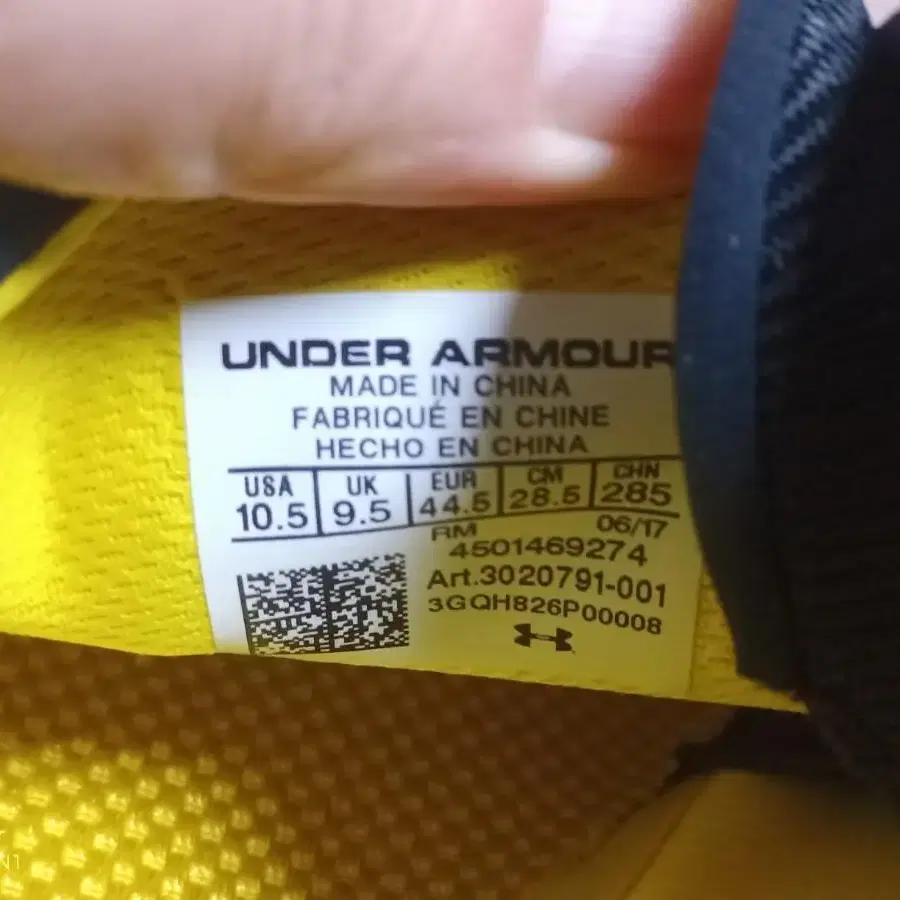 UNDER ARMOUR
MADE IN CHINA
FABRIQUÉ EN CHINE
HECHO EN CHINA
USA UK EUR CM CHN
10.5 9.5 44.5 28.5 285
RM 06/17
4501469274
Art.3020791-001
3GQH826P00008